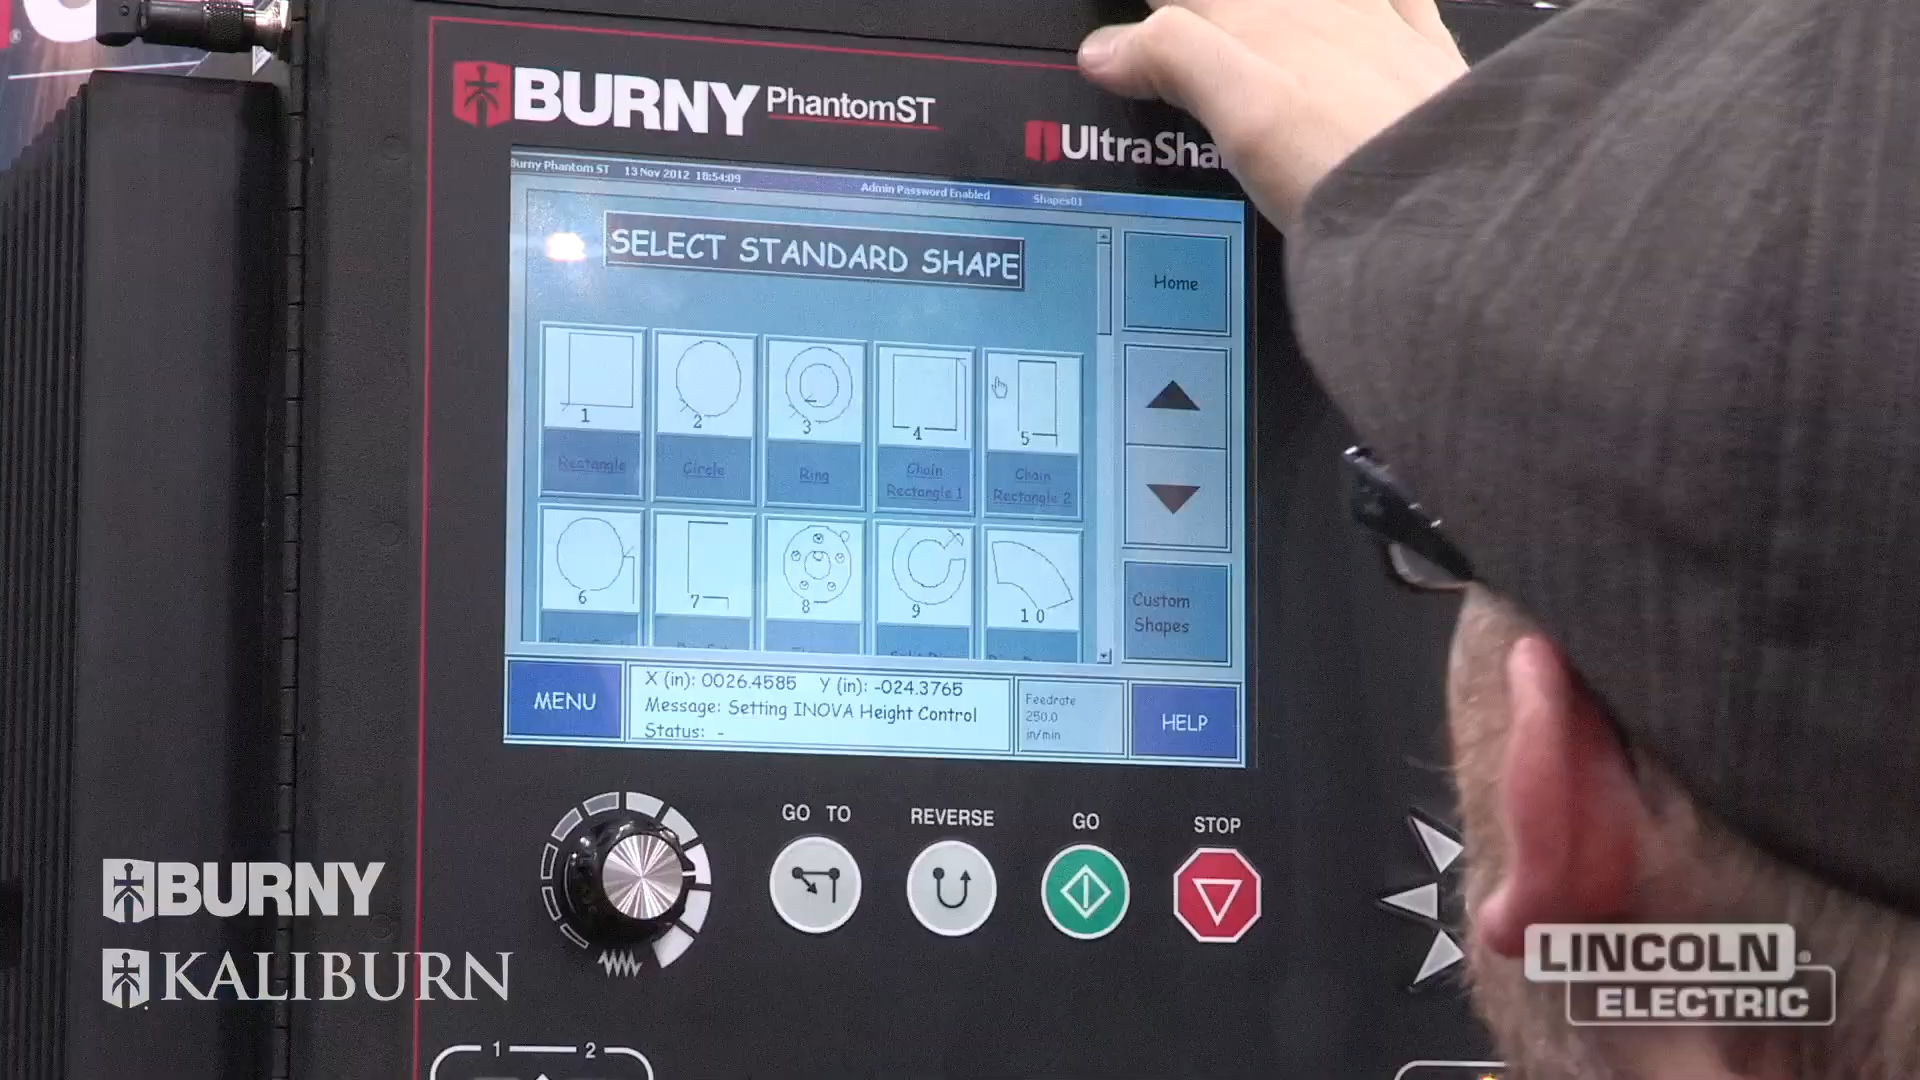 BURNY PhantomST
UltraSha
Burny Phantom ST 13 Nov 2012 18:54:09 Admin Password Enabled Shapes01
SELECT STANDARD SHAPE
Home
1 2 3 4 5
Rectangle Circle Ring Chain Rectangle 1 Chain Rectangle 2
6 7 8 9 10
Custom
Shapes
MENU
X (in): 0026.4585 Y (in): -024.3765
Message: Setting INOVA Height Control
Status: -
Feedrate
250.0
in/min
HELP
GO TO REVERSE GO STOP
1 2
BURNY
KALIBURN
LINCOLN ®
ELECTRIC